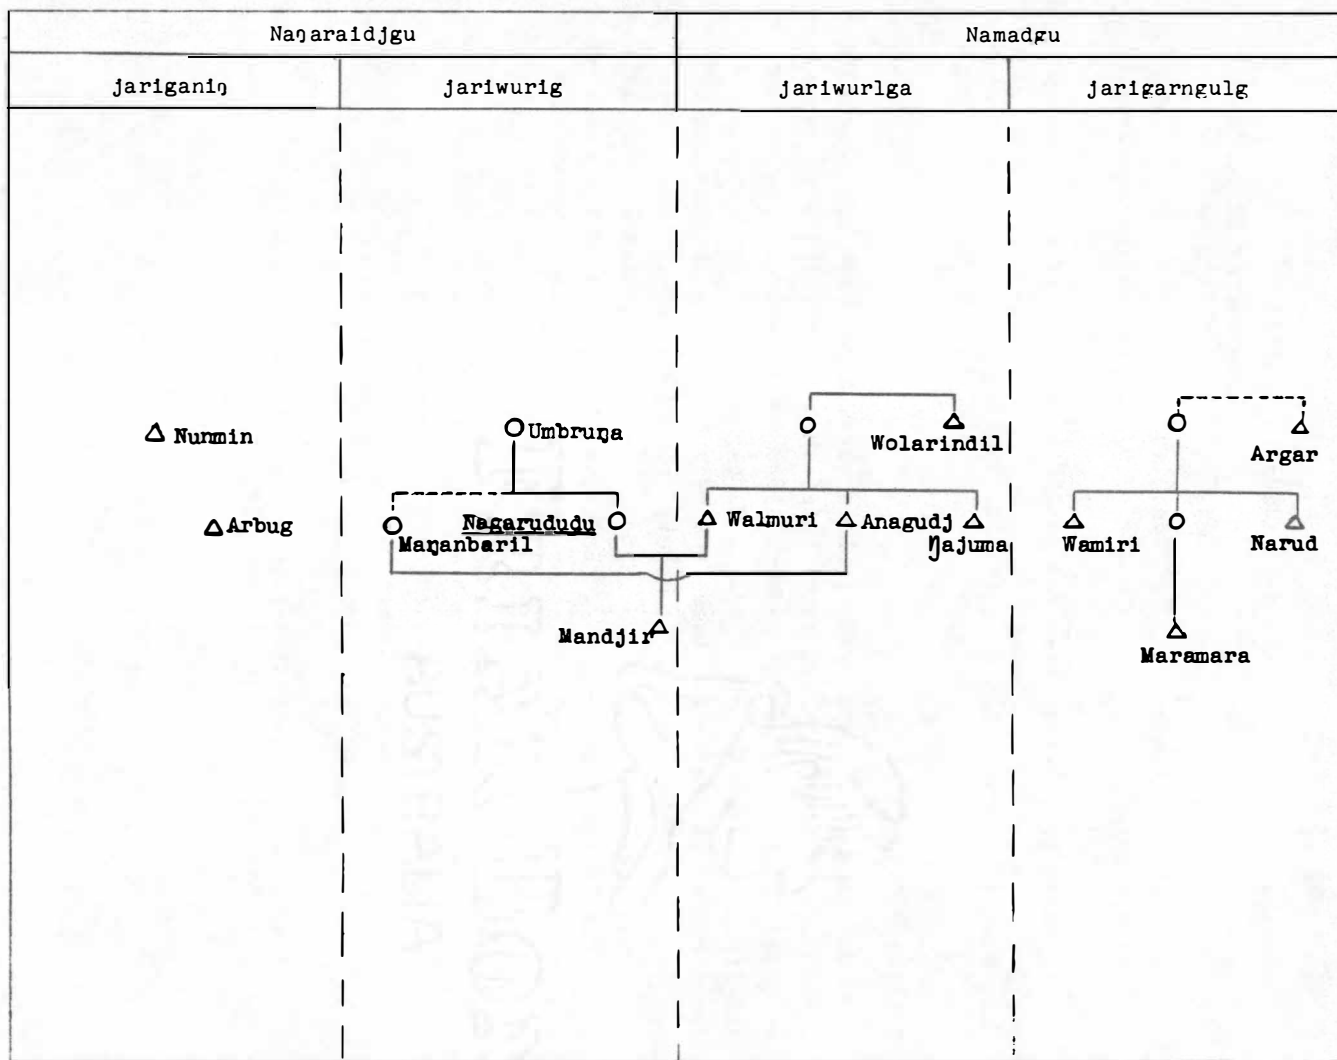 Naŋaraidjgu Namadgu
jariganiŋ jariwurig jariwurlga jarigarngulg
Nunmin Umbruŋa Wolarindil Argar
Arbug Maŋanbaril Nagarududu Walmuri Anagudj Ŋajuma Wamiri Narud
Mandjir Maramara